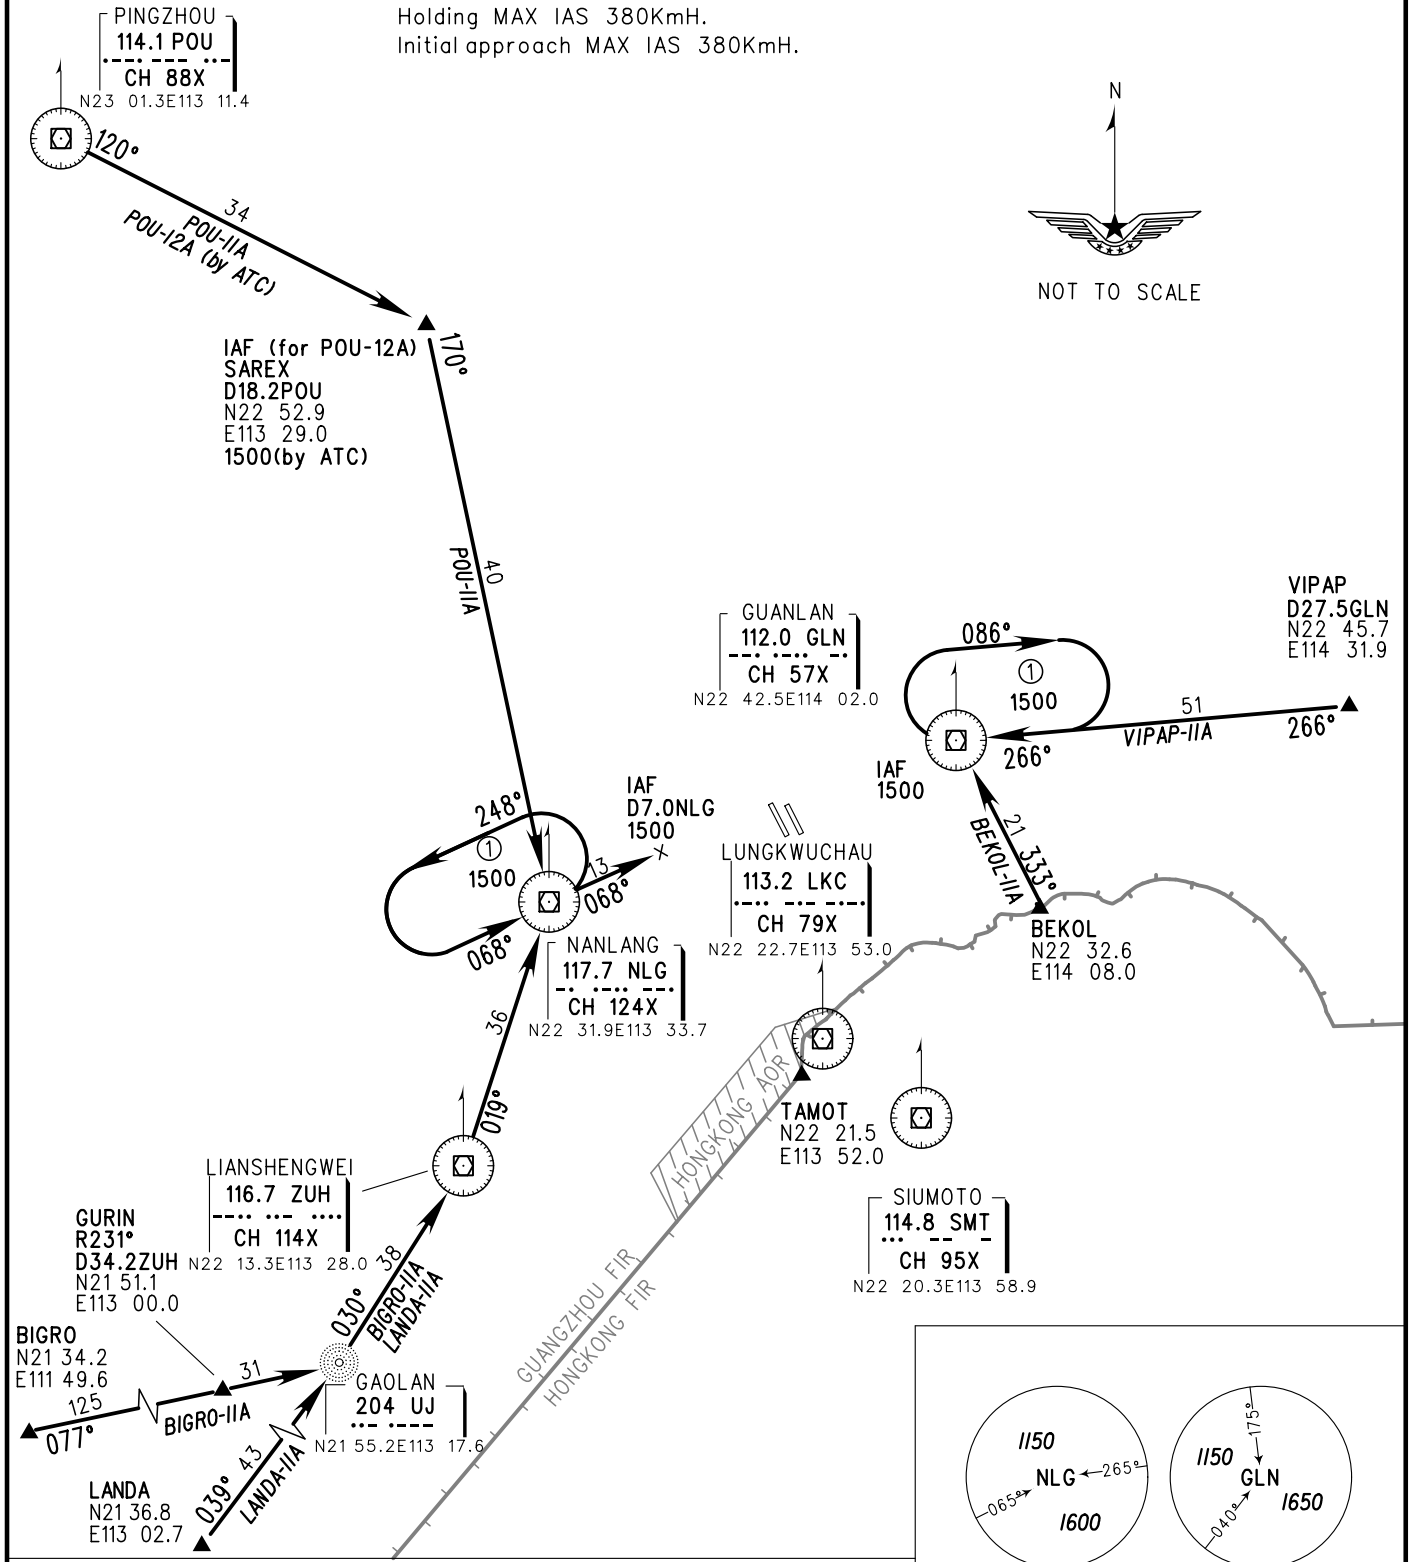 Holding MAX IAS 380KmH.
Initial approach MAX IAS 380KmH.
PINGZHOU
114.1 POU
CH 88X
N23 01.3E113 11.4
120°
34
POU-11A
POU-12A (by ATC)
N
NOT TO SCALE
IAF (for POU-12A)
SAREX
D18.2POU
N22 52.9
E113 29.0
1500(by ATC)
170°
40
POU-11A
GUANLAN
112.0 GLN
CH 57X
N22 42.5E114 02.0
086°
1
1500
VIPAP
D27.5GLN
N22 45.7
E114 31.9
51
VIPAP-11A
266°
266°
IAF
1500
21
333°
BEKOL-11A
BEKOL
N22 32.6
E114 08.0
IAF
D7.0NLG
1500
248°
1
1500
13
068°
068°
NANLANG
117.7 NLG
CH 124X
N22 31.9E113 33.7
LUNGKWUCHAU
113.2 LKC
CH 79X
N22 22.7E113 53.0
36
019°
HONGKONG AOR
TAMOT
N22 21.5
E113 52.0
LIANSHENGWEI
116.7 ZUH
CH 114X
N22 13.3E113 28.0
SIUMOTO
114.8 SMT
CH 95X
N22 20.3E113 58.9
GURIN
R231°
D34.2ZUH
N21 51.1
E113 00.0
38
030°
BIGRO-11A
LANDA-11A
GUANGZHOU FIR
HONGKONG FIR
BIGRO
N21 34.2
E111 49.6
125
077°
31
BIGRO-11A
GAOLAN
204 UJ
N21 55.2E113 17.6
LANDA
N21 36.8
E113 02.7
039°
43
LANDA-11A
1150
NLG
265°
065°
1600
175°
1150
GLN
040°
1650